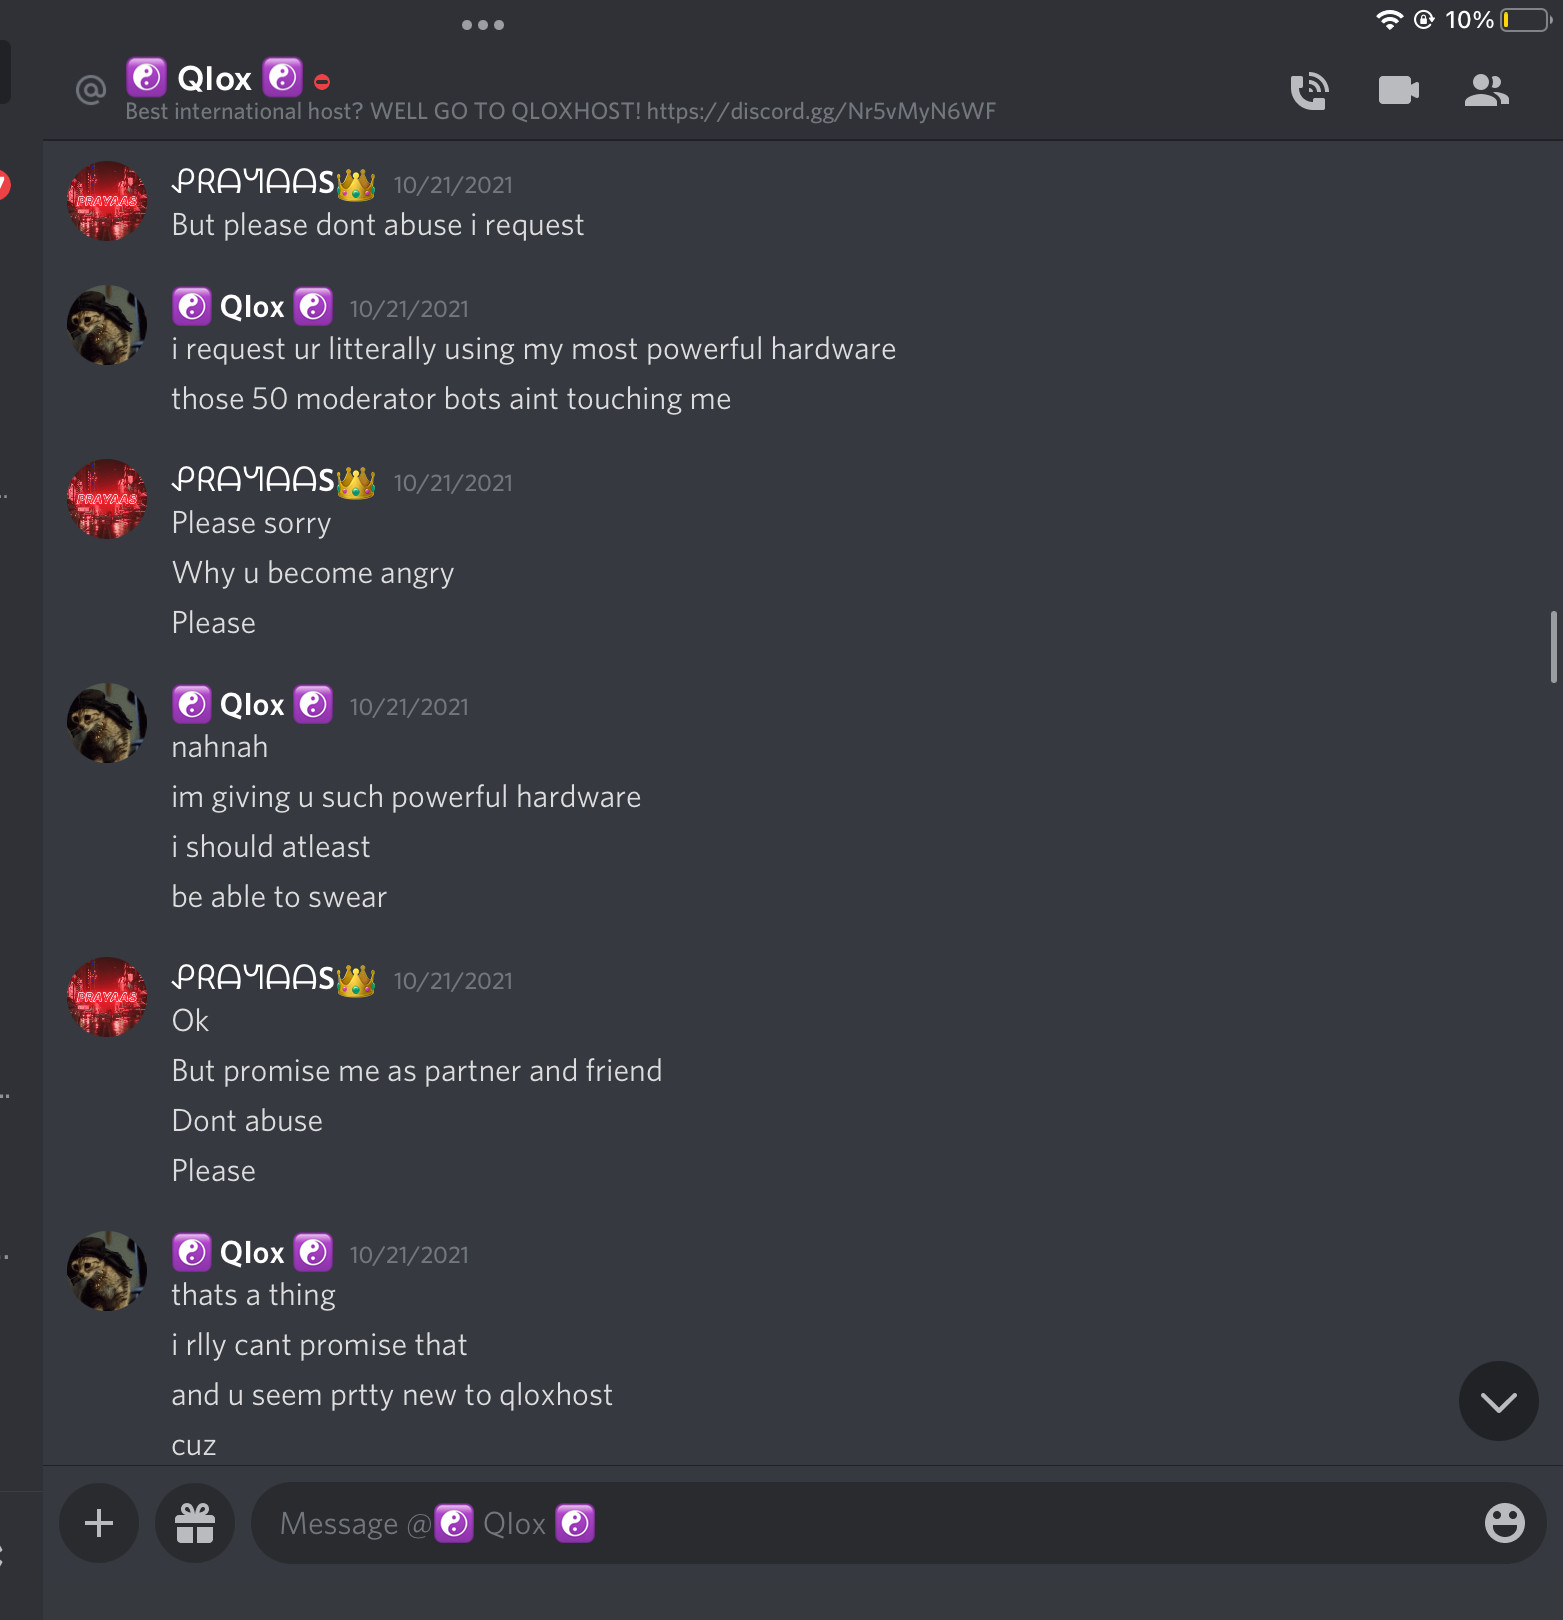 10%
☯️ Qlox ☯️
Best international host? WELL GO TO QLOXHOST! https://discord.gg/Nr5vMyN6WF
ᎮᏒᗩᎩᗩᗩS👑 10/21/2021
PRAYAAS
But please dont abuse i request
☯️ Qlox ☯️ 10/21/2021
i request ur litterally using my most powerful hardware
those 50 moderator bots aint touching me
ᎮᏒᗩᎩᗩᗩS👑 10/21/2021
PRAYAAS
Please sorry
Why u become angry
Please
☯️ Qlox ☯️ 10/21/2021
nahnah
im giving u such powerful hardware
i should atleast
be able to swear
ᎮᏒᗩᎩᗩᗩS👑 10/21/2021
PRAYAAS
Ok
But promise me as partner and friend
Dont abuse
Please
☯️ Qlox ☯️ 10/21/2021
thats a thing
i rlly cant promise that
and u seem prtty new to qloxhost
cuz
Message @☯️ Qlox ☯️